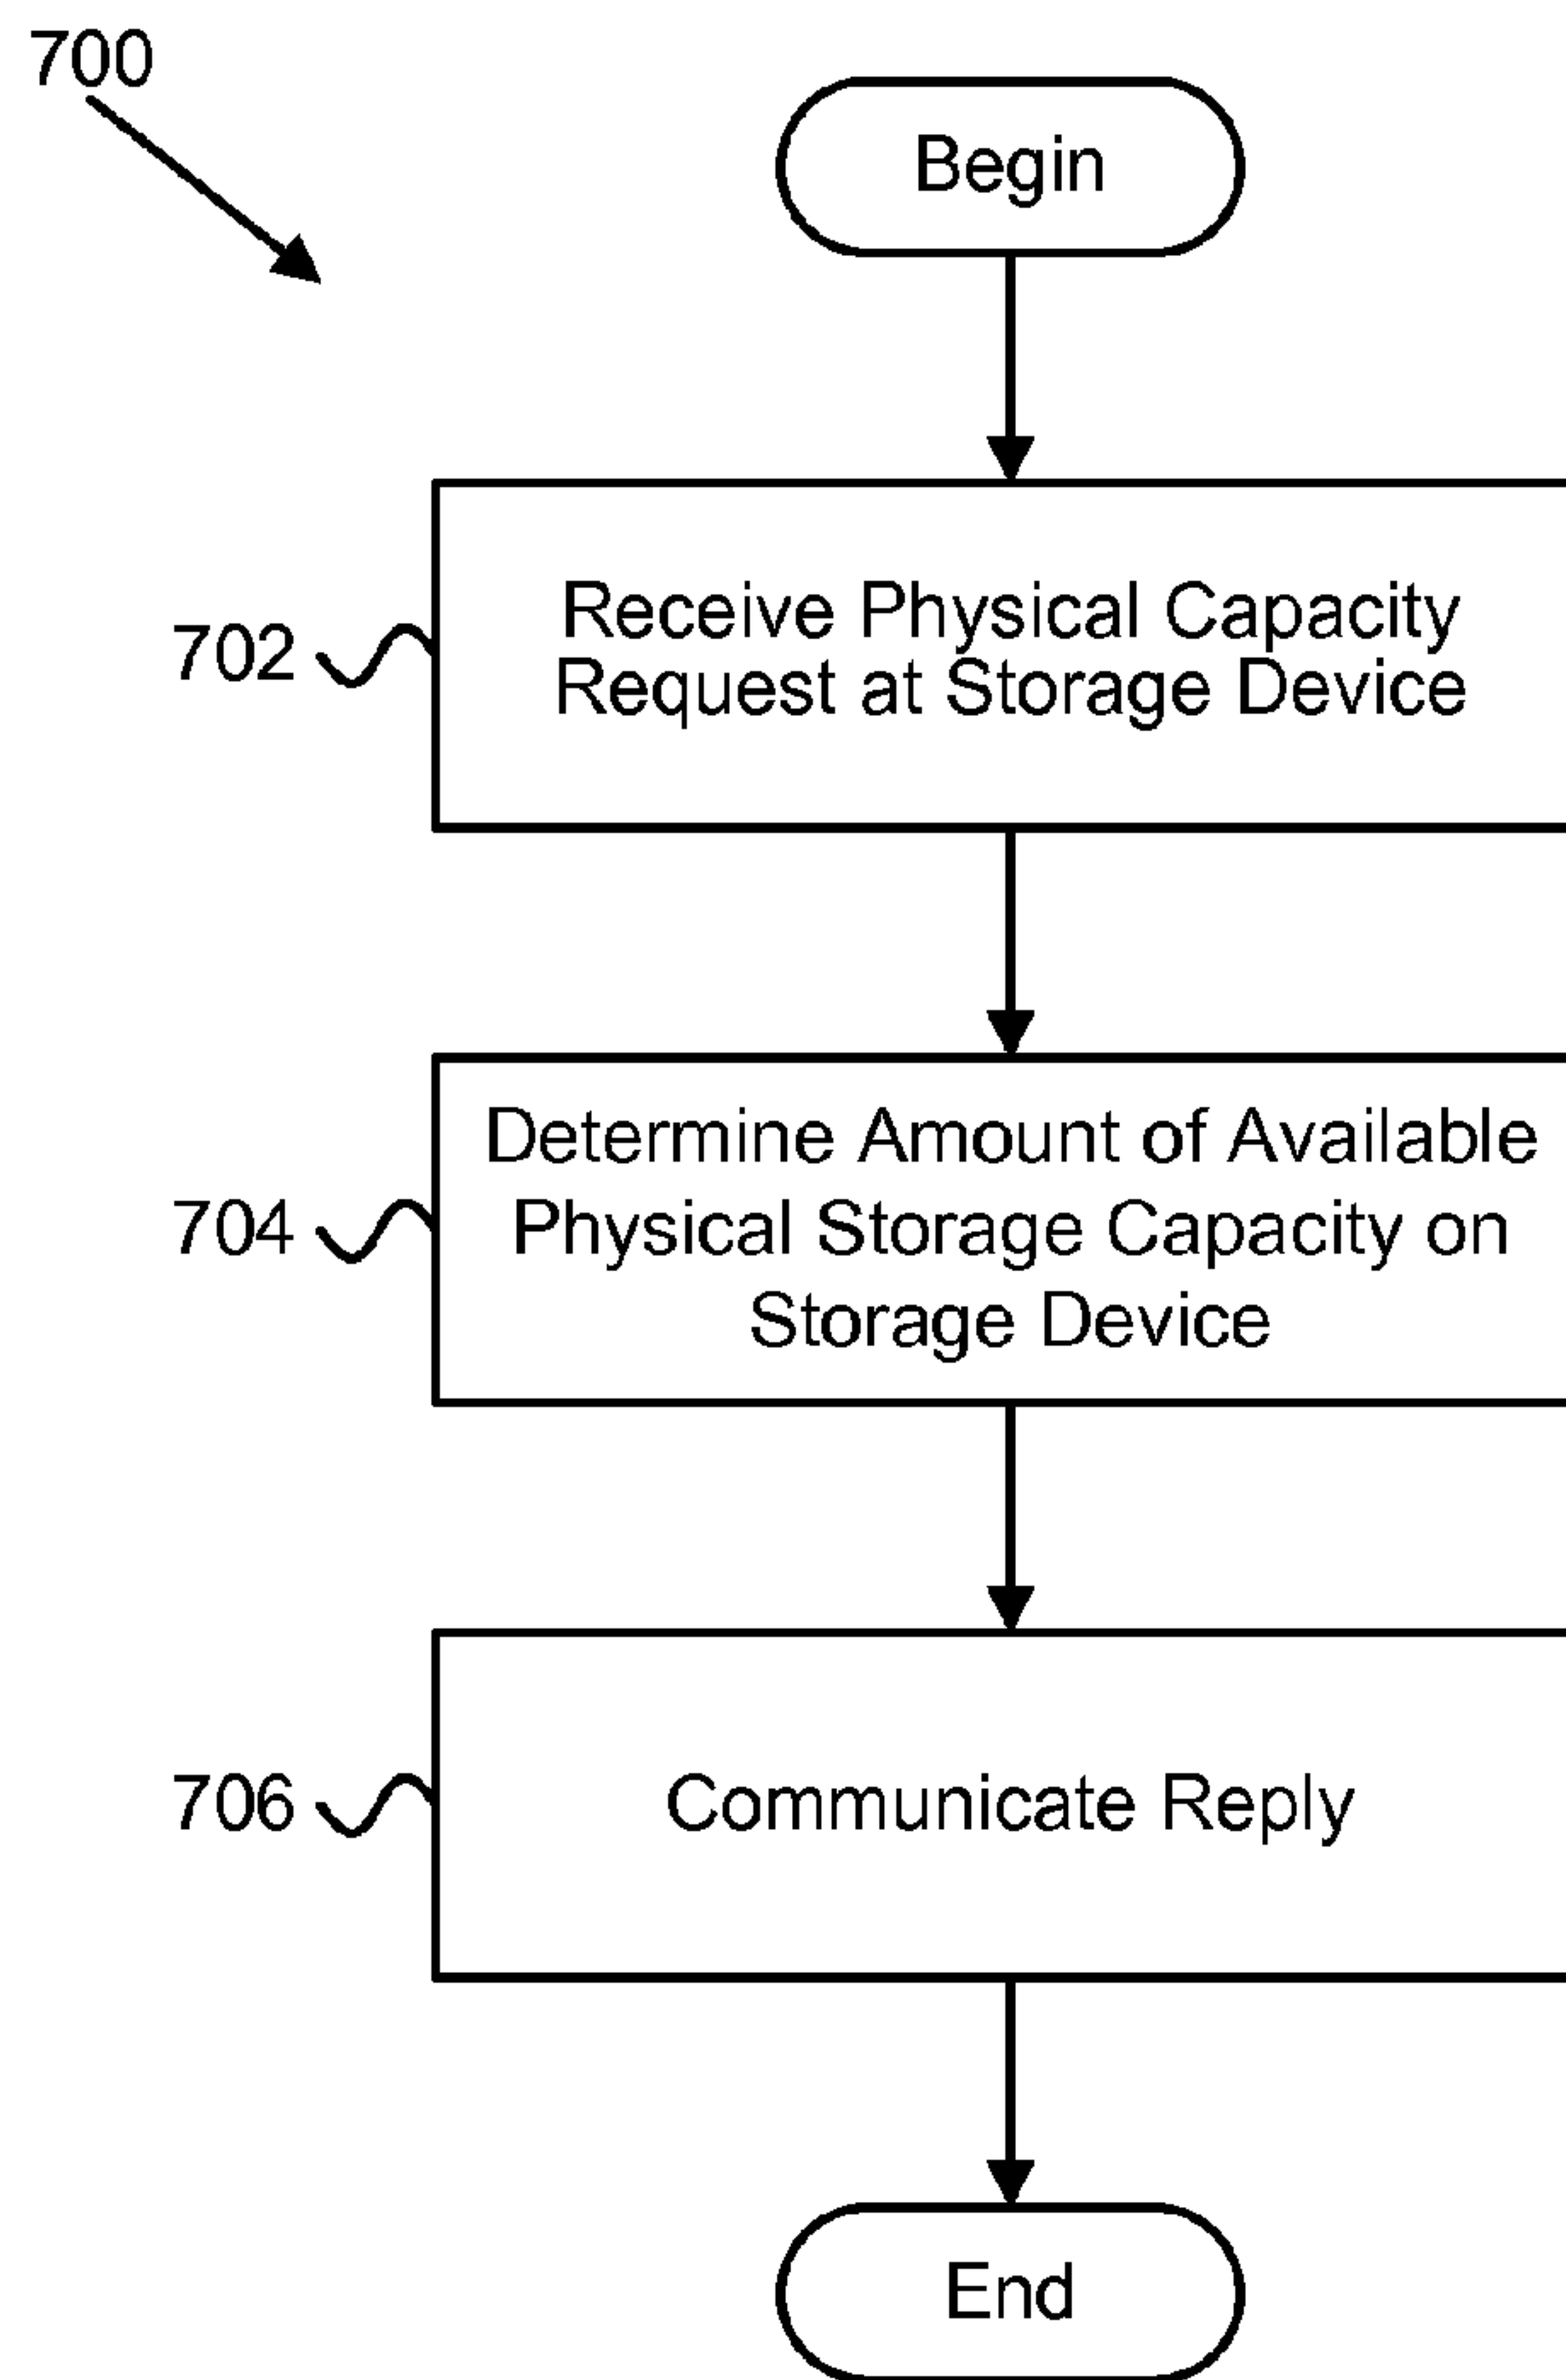 700
Begin
702
Receive Physical Capacity
Request at Storage Device
704
Determine Amount of Available
Physical Storage Capacity on
Storage Device
706
Communicate Reply
End